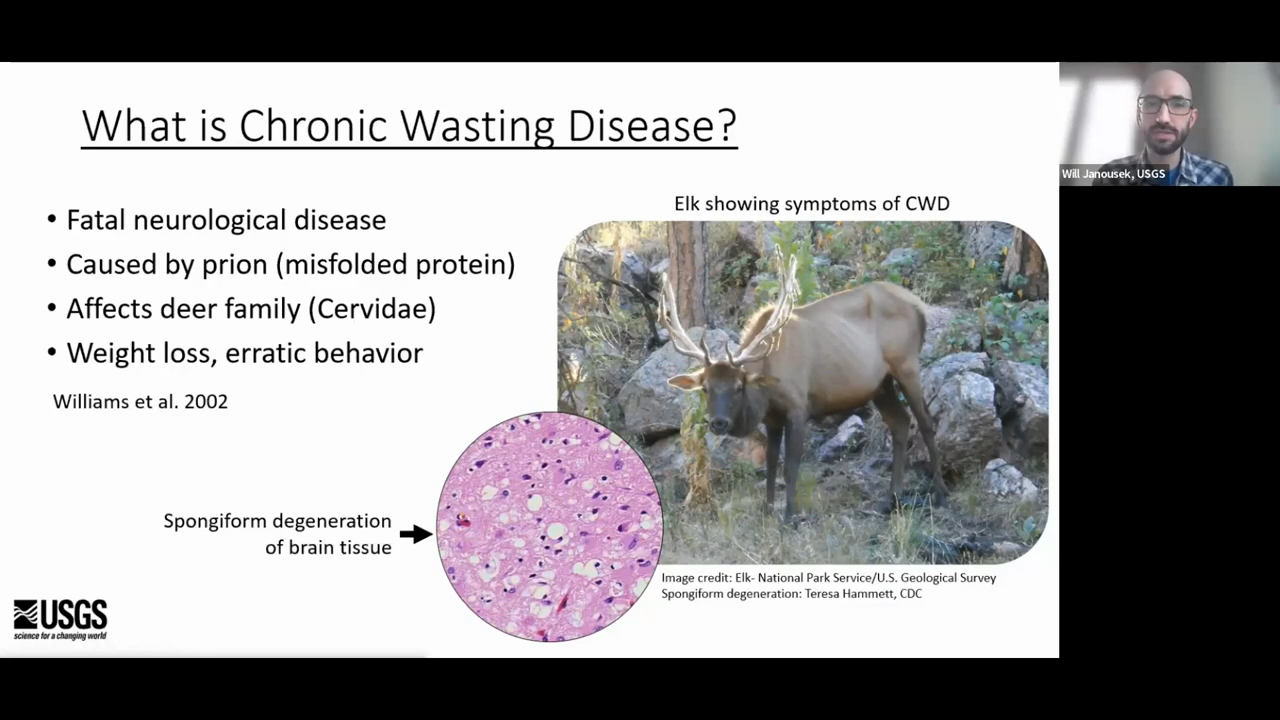 What is Chronic Wasting Disease?
• Fatal neurological disease
• Caused by prion (misfolded protein)
• Affects deer family (Cervidae)
• Weight loss, erratic behavior
Williams et al. 2002
Elk showing symptoms of CWD
Spongiform degeneration
of brain tissue
Image credit: Elk- National Park Service/U.S. Geological Survey
Spongiform degeneration: Teresa Hammett, CDC
USGS
science for a changing world
Will Janousek, USGS